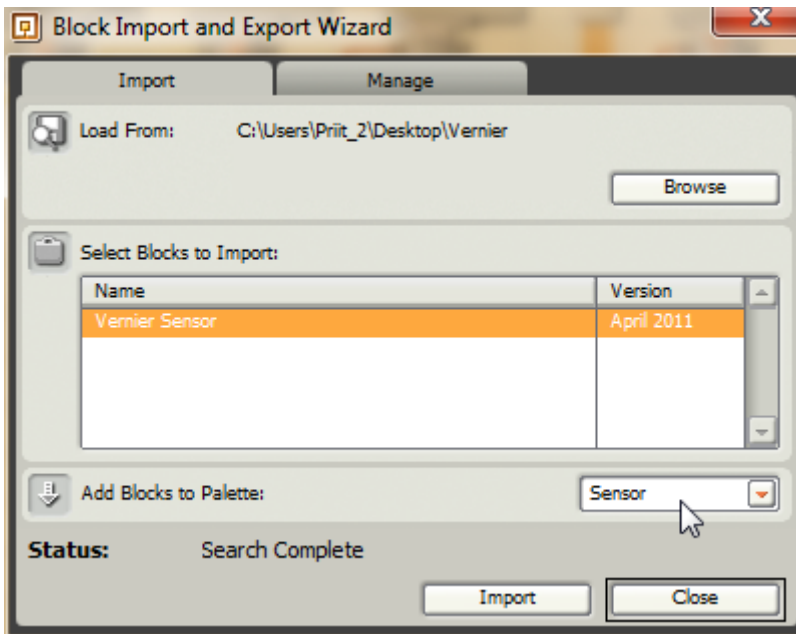 Block Import and Export Wizard
Import Manage
Load From: C:\Users\Priit_2\Desktop\Vernier
Browse
Select Blocks to Import:
Name Version
Vernier Sensor April 2011
Add Blocks to Palette: Sensor
Status: Search Complete
Import Close